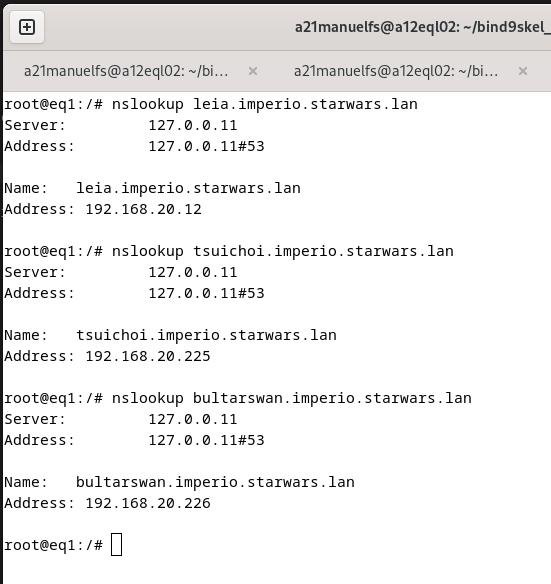 a21manuelfs@a12eql02: ~/bind9skel_
a21manuelfs@a12eql02: ~/bi... × a21manuelfs@a12eql02: ~/bi... ×
root@eq1:/# nslookup leia.imperio.starwars.lan
Server:         127.0.0.11
Address:        127.0.0.11#53

Name:   leia.imperio.starwars.lan
Address: 192.168.20.12

root@eq1:/# nslookup tsuichoi.imperio.starwars.lan
Server:         127.0.0.11
Address:        127.0.0.11#53

Name:   tsuichoi.imperio.starwars.lan
Address: 192.168.20.225

root@eq1:/# nslookup bultarswan.imperio.starwars.lan
Server:         127.0.0.11
Address:        127.0.0.11#53

Name:   bultarswan.imperio.starwars.lan
Address: 192.168.20.226

root@eq1:/#